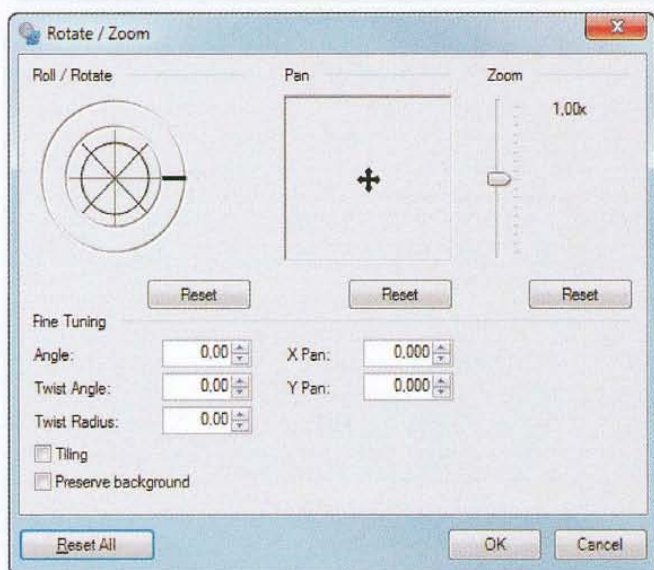 Rotate / Zoom
Roll / Rotate
Pan
Zoom
1,00x
Reset
Reset
Reset
Fine Tuning
Angle: 0,00
X Pan: 0,000
Twist Angle: 0,00
Y Pan: 0,000
Twist Radius: 0,00
Tiling
Preserve background
Reset All
OK
Cancel